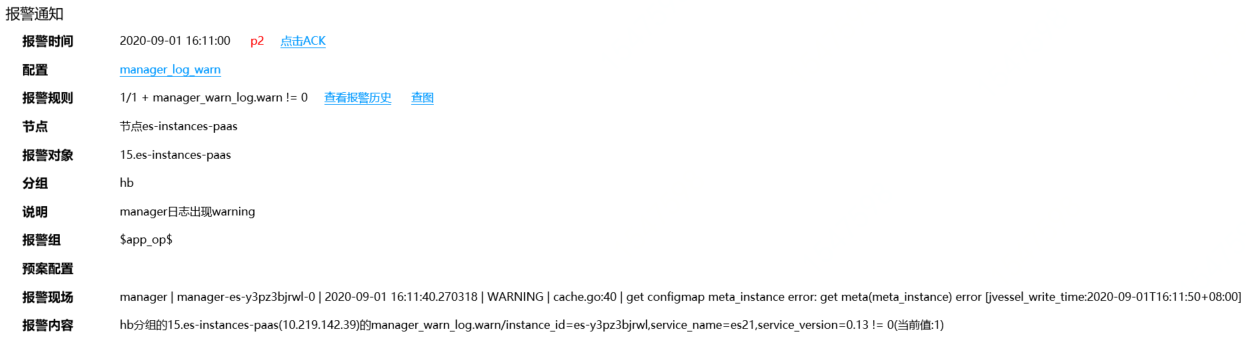 报警通知
报警时间 2020-09-01 16:11:00 p2 点击ACK
配置 manager_log_warn
报警规则 1/1 + manager_warn_log.warn != 0 查看报警历史 查图
节点 节点es-instances-paas
报警对象 15.es-instances-paas
分组 hb
说明 manager日志出现warning
报警组 $app_op$
预案配置
报警现场 manager | manager-es-y3pz3bjrwl-0 | 2020-09-01 16:11:40.270318 | WARNING | cache.go:40 | get configmap meta_instance error: get meta(meta_instance) error [jvessel_write_time:2020-09-01T16:11:50+08:00]
报警内容 hb分组的15.es-instances-paas(10.219.142.39)的manager_warn_log.warn/instance_id=es-y3pz3bjrwl,service_name=es21,service_version=0.13 != 0(当前值:1)